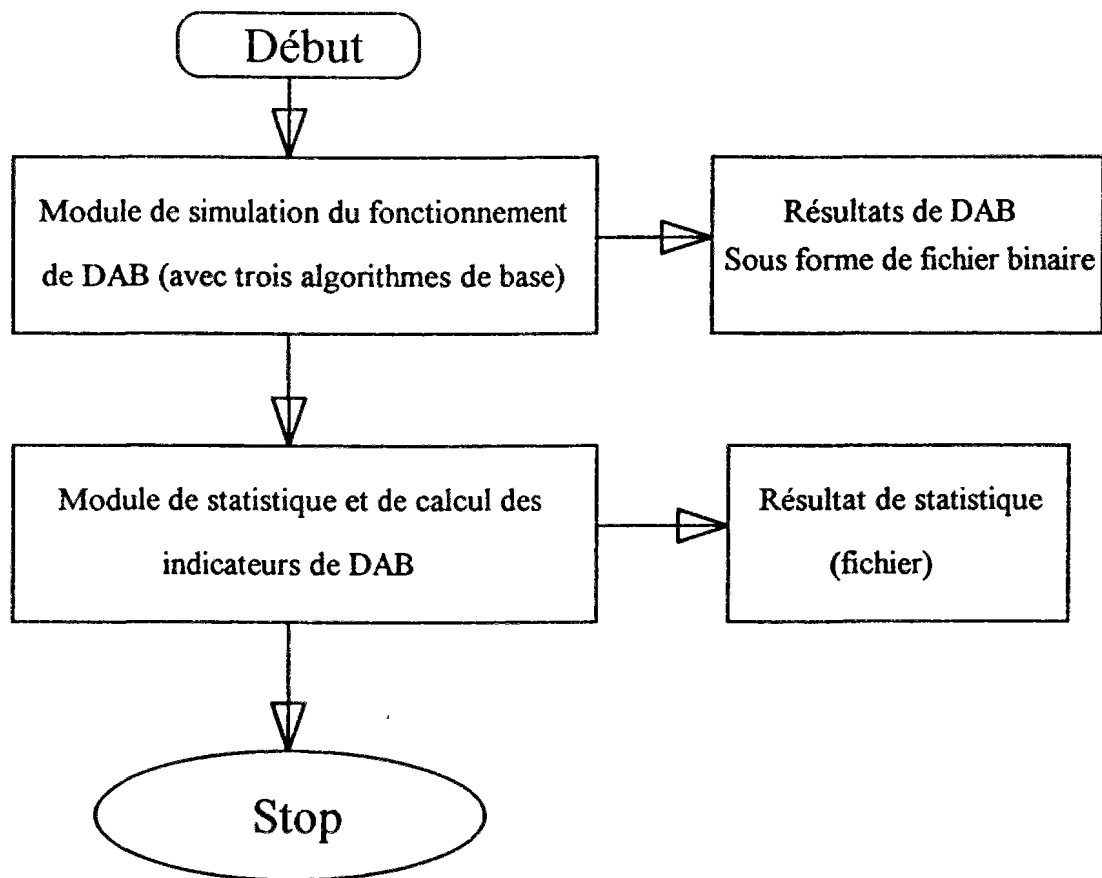 Début
Module de simulation du fonctionnement
de DAB (avec trois algorithmes de base)
Résultats de DAB
Sous forme de fichier binaire
Module de statistique et de calcul des
indicateurs de DAB
Résultat de statistique
(fichier)
Stop